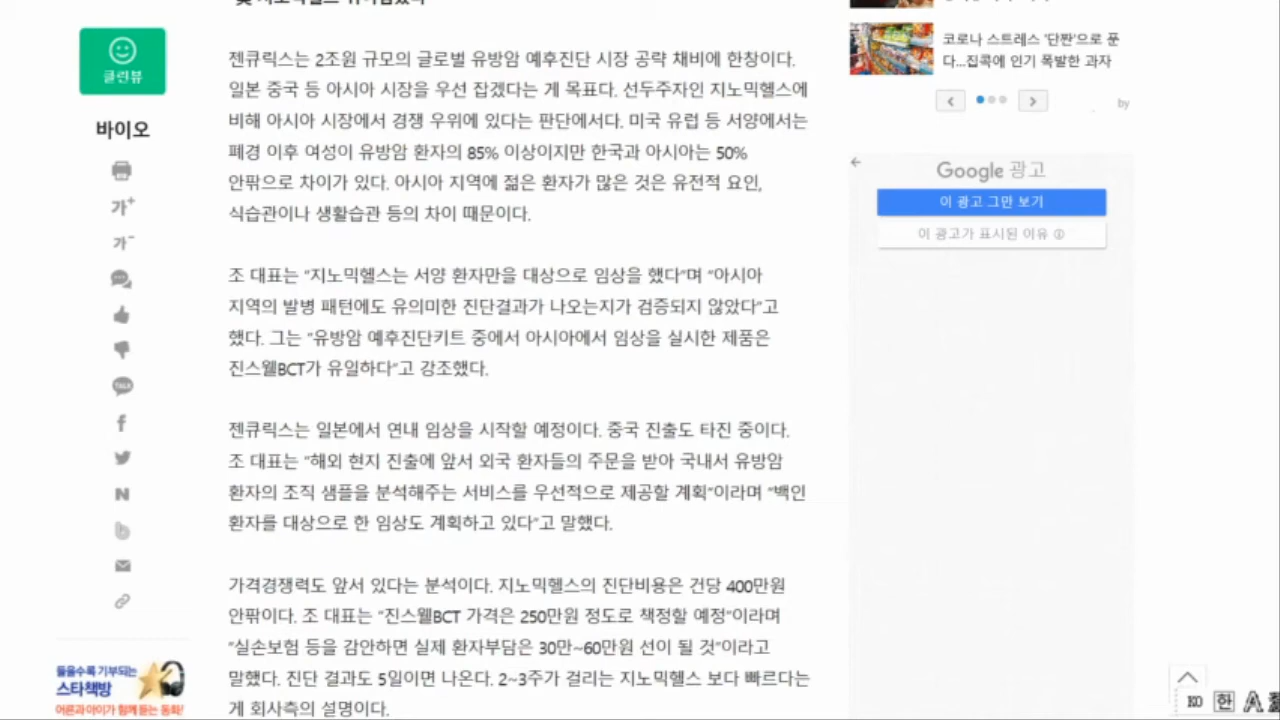 클린뷰
바이오
가+
가-
TALK
들을수록 기부되는
스타책방
어른과 아이가 함께 듣는 동화!
젠큐릭스는 2조원 규모의 글로벌 유방암 예후진단 시장 공략 채비에 한창이다.
일본 중국 등 아시아 시장을 우선 잡겠다는 게 목표다. 선두주자인 지노믹헬스에
비해 아시아 시장에서 경쟁 우위에 있다는 판단에서다. 미국 유럽 등 서양에서는
폐경 이후 여성이 유방암 환자의 85% 이상이지만 한국과 아시아는 50%
안팎으로 차이가 있다. 아시아 지역에 젊은 환자가 많은 것은 유전적 요인,
식습관이나 생활습관 등의 차이 때문이다.
조 대표는 "지노믹헬스는 서양 환자만을 대상으로 임상을 했다"며 "아시아
지역의 발병 패턴에도 유의미한 진단결과가 나오는지가 검증되지 않았다"고
했다. 그는 "유방암 예후진단키트 중에서 아시아에서 임상을 실시한 제품은
진스웰BCT가 유일하다"고 강조했다.
젠큐릭스는 일본에서 연내 임상을 시작할 예정이다. 중국 진출도 타진 중이다.
조 대표는 "해외 현지 진출에 앞서 외국 환자들의 주문을 받아 국내서 유방암
환자의 조직 샘플을 분석해주는 서비스를 우선적으로 제공할 계획"이라며 "백인
환자를 대상으로 한 임상도 계획하고 있다"고 말했다.
가격경쟁력도 앞서 있다는 분석이다. 지노믹헬스의 진단비용은 건당 400만원
안팎이다. 조 대표는 "진스웰BCT 가격은 250만원 정도로 책정할 예정"이라며
"실손보험 등을 감안하면 실제 환자부담은 30만~60만원 선이 될 것"이라고
말했다. 진단 결과도 5일이면 나온다. 2~3주가 걸리는 지노믹헬스 보다 빠르다는
게 회사측의 설명이다.
코로나 스트레스 '단짠'으로 푼
다...집콕에 인기 폭발한 과자
by
Google 광고
이 광고 그만 보기
이 광고가 표시된 이유
KO 한 A